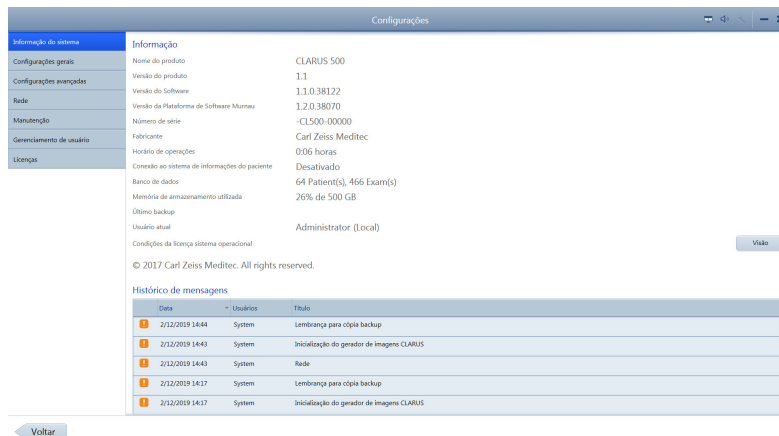 Configurações
Informação do sistema
Configurações gerais
Configurações avançadas
Rede
Manutenção
Gerenciamento de usuário
Licenças
Informação
Nome do produto CLARUS 500
Versão do produto 1.1
Versão do Software 1.1.0.38122
Versão da Plataforma de Software Murnau 1.2.0.38070
Número de série -CL500-00000
Fabricante Carl Zeiss Meditec
Horário de operações 0:06 horas
Conexão ao sistema de informações do paciente Desativado
Banco de dados 64 Patient(s), 466 Exam(s)
Memória de armazenamento utilizada 26% de 500 GB
Último backup
Usuário atual Administrator (Local)
Condições da licença sistema operacional Visão
© 2017 Carl Zeiss Meditec. All rights reserved.
Histórico de mensagens
Data Usuários Título
2/12/2019 14:44 System Lembrança para cópia backup
2/12/2019 14:43 System Inicialização do gerador de imagens CLARUS
2/12/2019 14:43 System Rede
2/12/2019 14:17 System Lembrança para cópia backup
2/12/2019 14:17 System Inicialização do gerador de imagens CLARUS
Voltar